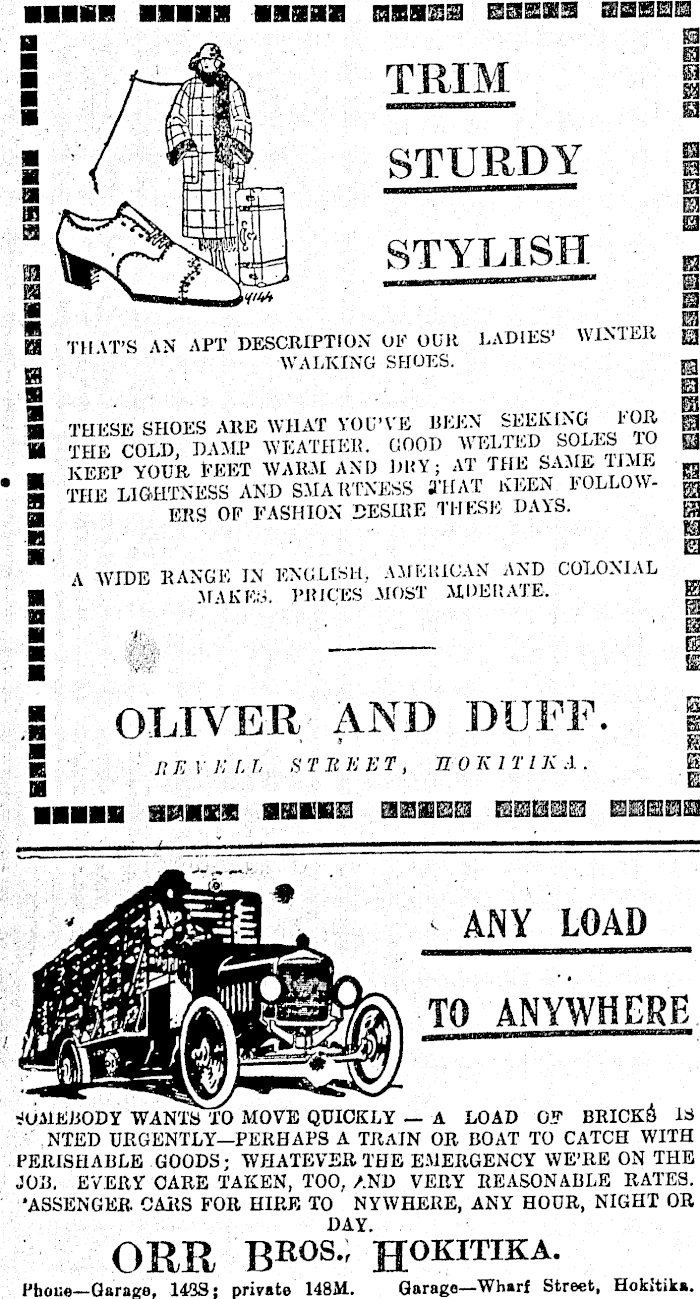 TRIM
STURDY
STYLISH
4144
THAT'S AN APT DESCRIPTION OF OUR LADIES' WINTER
WALKING SHOES.
THESE SHOES ARE WHAT YOU'VE BEEN SEEKING FOR
THE COLD, DAMP WEATHER. GOOD WELTED SOLES TO
KEEP YOUR FEET WARM AND DRY; AT THE SAME TIME
THE LIGHTNESS AND SMARTNESS THAT KEEN FOLLOW-
ERS OF FASHION DESIRE THESE DAYS.
A WIDE RANGE IN ENGLISH, AMERICAN AND COLONIAL
MAKES. PRICES MOST MDERATE.
OLIVER AND DUFF.
REVELL STREET, HOKITIKA.
ANY LOAD
TO ANYWHERE
SOMEBODY WANTS TO MOVE QUICKLY — A LOAD OF BRICKS IS
NTED URGENTLY—PERHAPS A TRAIN OR BOAT TO CATCH WITH
PERISHABLE GOODS; WHATEVER THE EMERGENCY WE'RE ON THE
JOB. EVERY CARE TAKEN, TOO, AND VERY REASONABLE RATES.
'ASSENGER CARS FOR HIRE TO NYWHERE, ANY HOUR, NIGHT OR
DAY.
ORR BROS., HOKITIKA.
Phone—Garage, 148S; private 148M. Garage—Wharf Street, Hokitika.